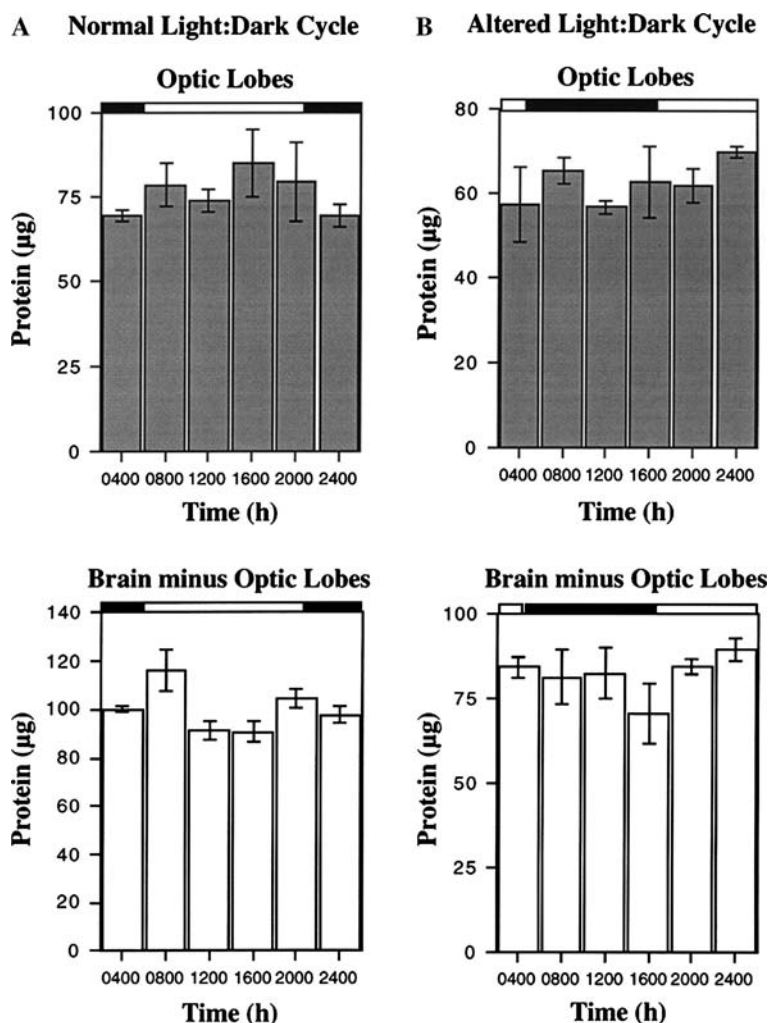 A Normal Light:Dark Cycle
Optic Lobes
100
75
50
25
0
Protein (µg)
0400 0800 1200 1600 2000 2400
Time (h)
Brain minus Optic Lobes
140
120
100
80
60
40
20
0
Protein (µg)
0400 0800 1200 1600 2000 2400
Time (h)
B Altered Light:Dark Cycle
Optic Lobes
80
60
40
20
0
Protein (µg)
0400 0800 1200 1600 2000 2400
Time (h)
Brain minus Optic Lobes
100
75
50
25
0
Protein (µg)
0400 0800 1200 1600 2000 2400
Time (h)